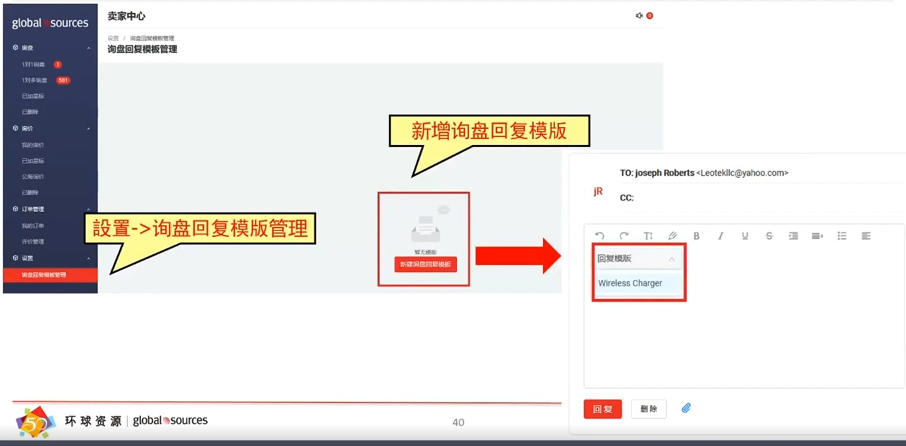 global sources
卖家中心
0
设置 / 询盘回复模板管理
询盘回复模板管理
询盘
1对1询盘 1
1对多询盘 581
已加星标
已删除
询价
我的询价
已加星标
公海询价
已删除
订单管理
我的订单
评价管理
设置
询盘回复模板管理
新增询盘回复模版
設置->询盘回复模版管理
暂无模板
新建询盘回复模板
TO: joseph Roberts <Leotekllc@yahoo.com>
jR
CC:
回复模版
Wireless Charger
回复 删除
50
环球资源 | global sources
40